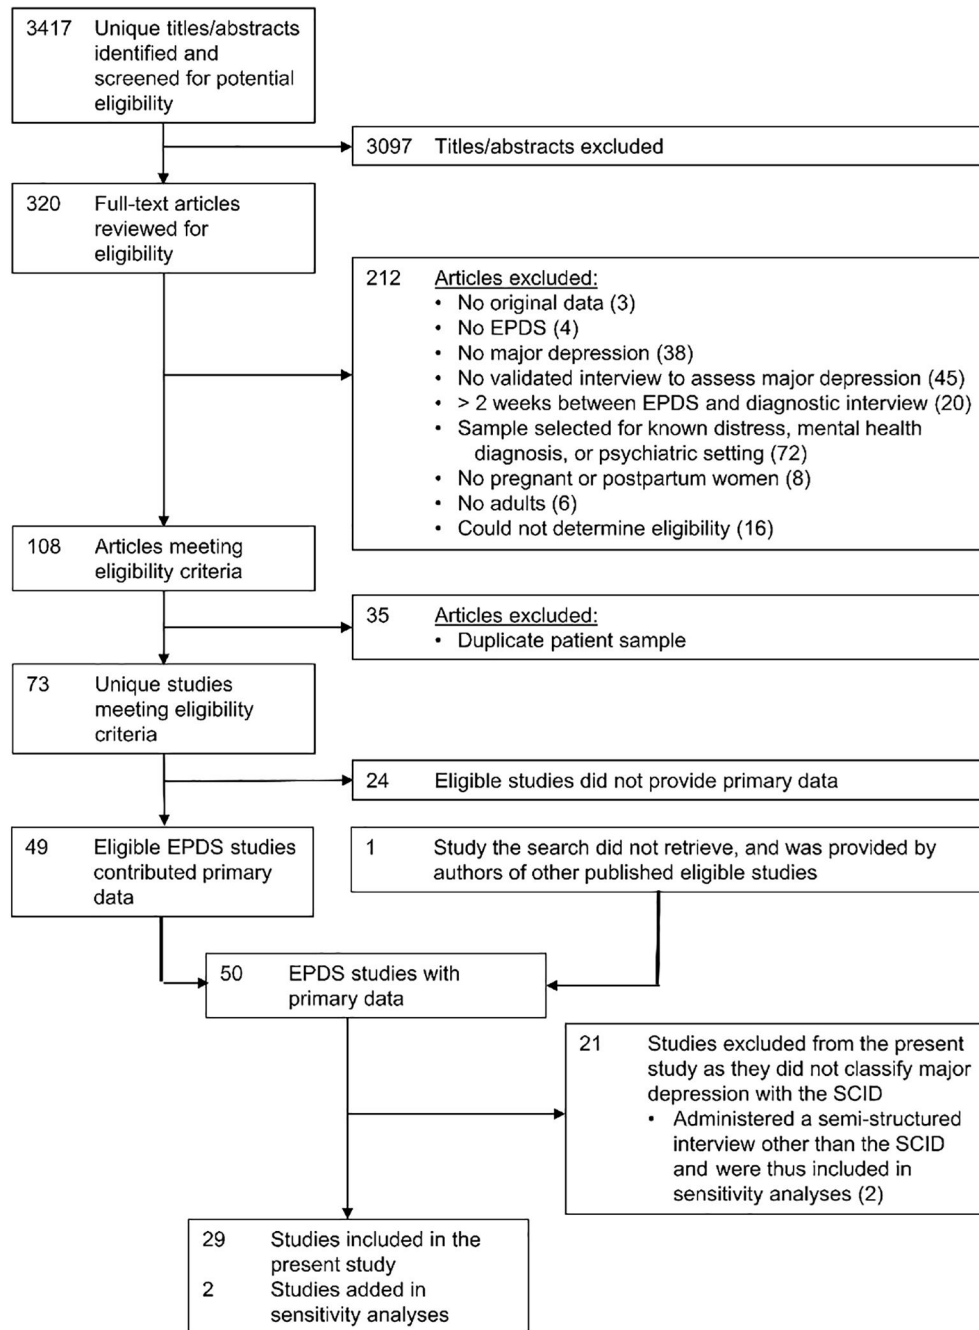 3417 Unique titles/abstracts
identified and
screened for potential
eligibility
3097 Titles/abstracts excluded
320 Full-text articles
reviewed for
eligibility
212 Articles excluded:
• No original data (3)
• No EPDS (4)
• No major depression (38)
• No validated interview to assess major depression (45)
• > 2 weeks between EPDS and diagnostic interview (20)
• Sample selected for known distress, mental health
diagnosis, or psychiatric setting (72)
• No pregnant or postpartum women (8)
• No adults (6)
• Could not determine eligibility (16)
108 Articles meeting
eligibility criteria
35 Articles excluded:
• Duplicate patient sample
73 Unique studies
meeting eligibility
criteria
24 Eligible studies did not provide primary data
49 Eligible EPDS studies
contributed primary
data
1 Study the search did not retrieve, and was provided by
authors of other published eligible studies
50 EPDS studies with
primary data
21 Studies excluded from the present
study as they did not classify major
depression with the SCID
• Administered a semi-structured
interview other than the SCID
and were thus included in
sensitivity analyses (2)
29 Studies included in the
present study
2 Studies added in
sensitivity analyses